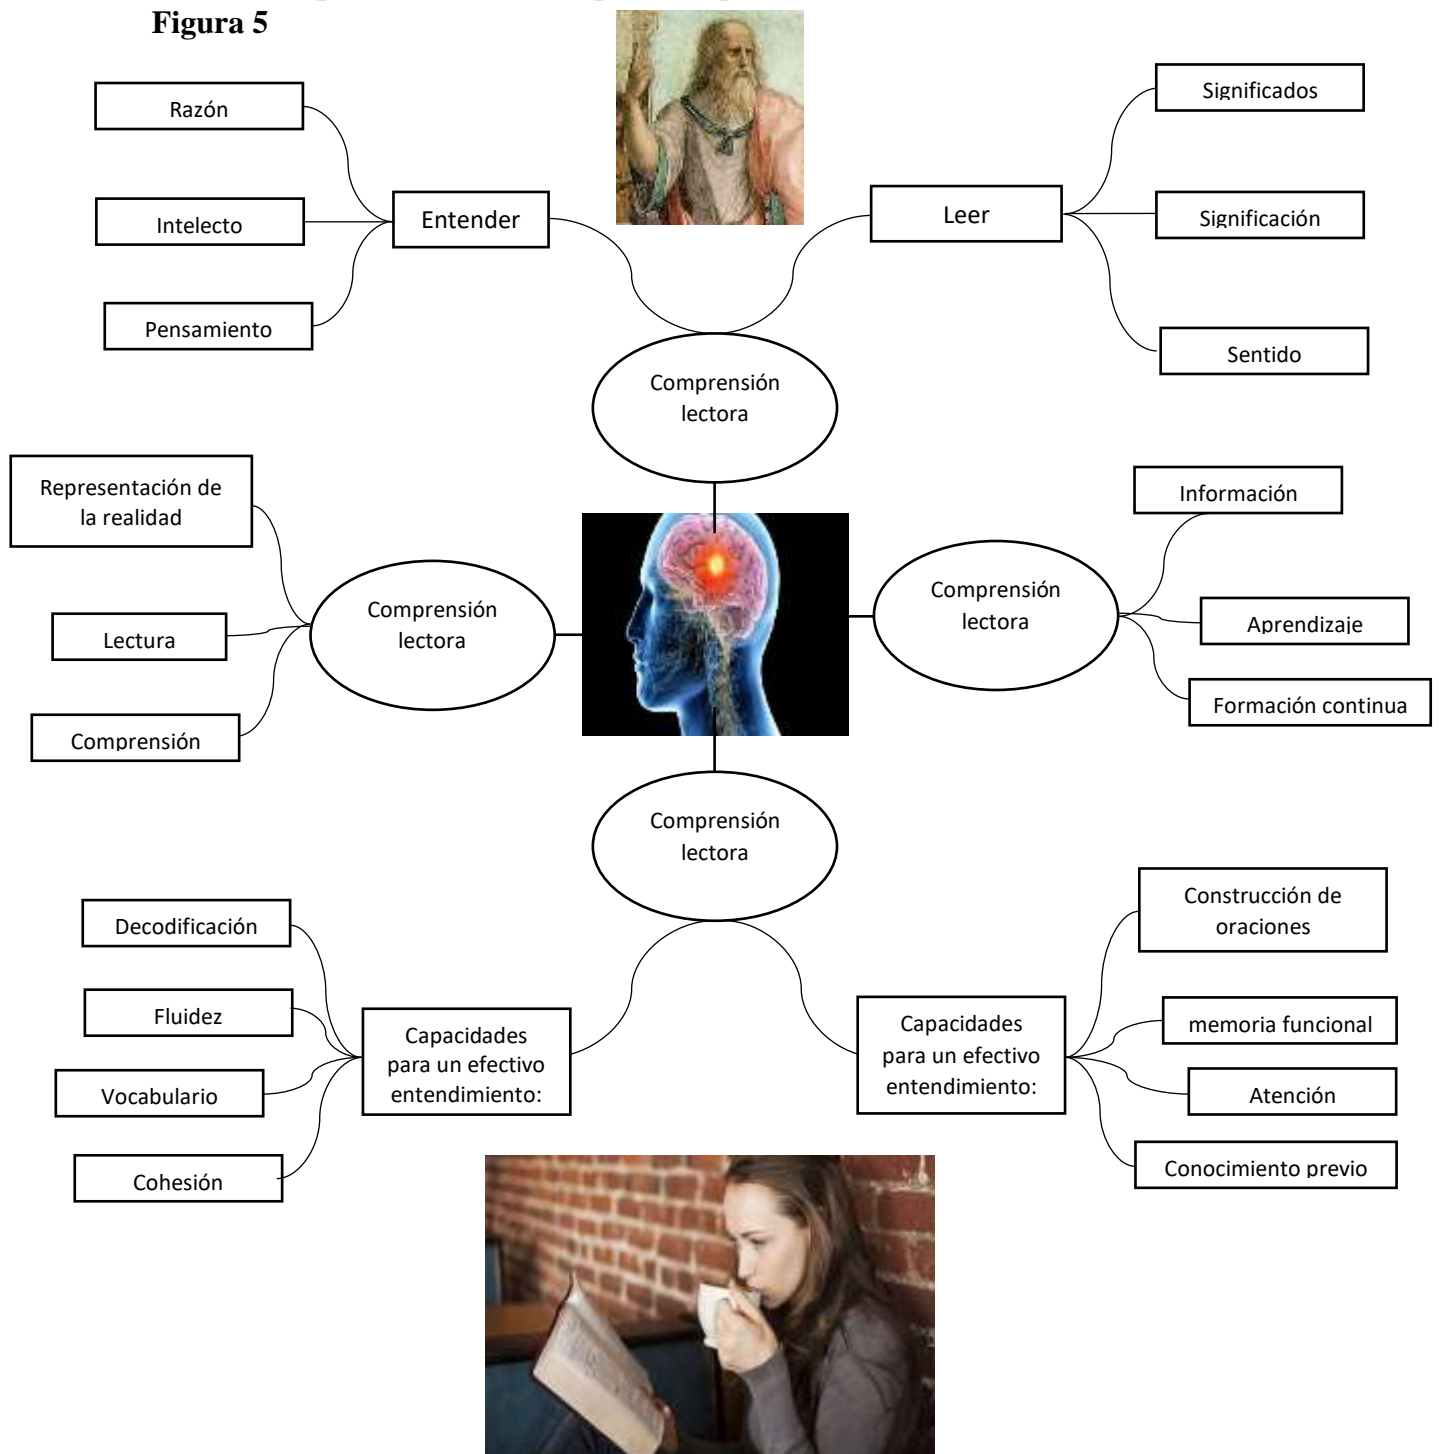 Figura 5
Razón
Intelecto
Pensamiento
Entender
Leer
Significados
Significación
Sentido
Comprensión
lectora
Representación de
la realidad
Lectura
Comprensión
Comprensión
lectora
Comprensión
lectora
Información
Aprendizaje
Formación continua
Comprensión
lectora
Decodificación
Fluidez
Vocabulario
Cohesión
Capacidades
para un efectivo
entendimiento:
Capacidades
para un efectivo
entendimiento:
Construcción de
oraciones
memoria funcional
Atención
Conocimiento previo